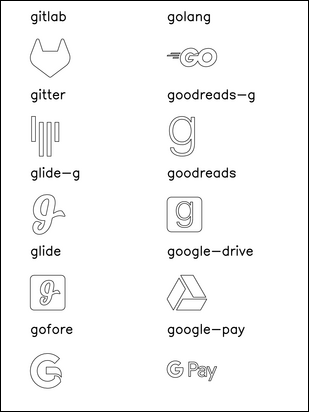 gitlab
golang
GO
gitter
goodreads-g
g
glide-g
g
goodreads
g
glide
g
google-drive
gofore
G
google-pay
G Pay